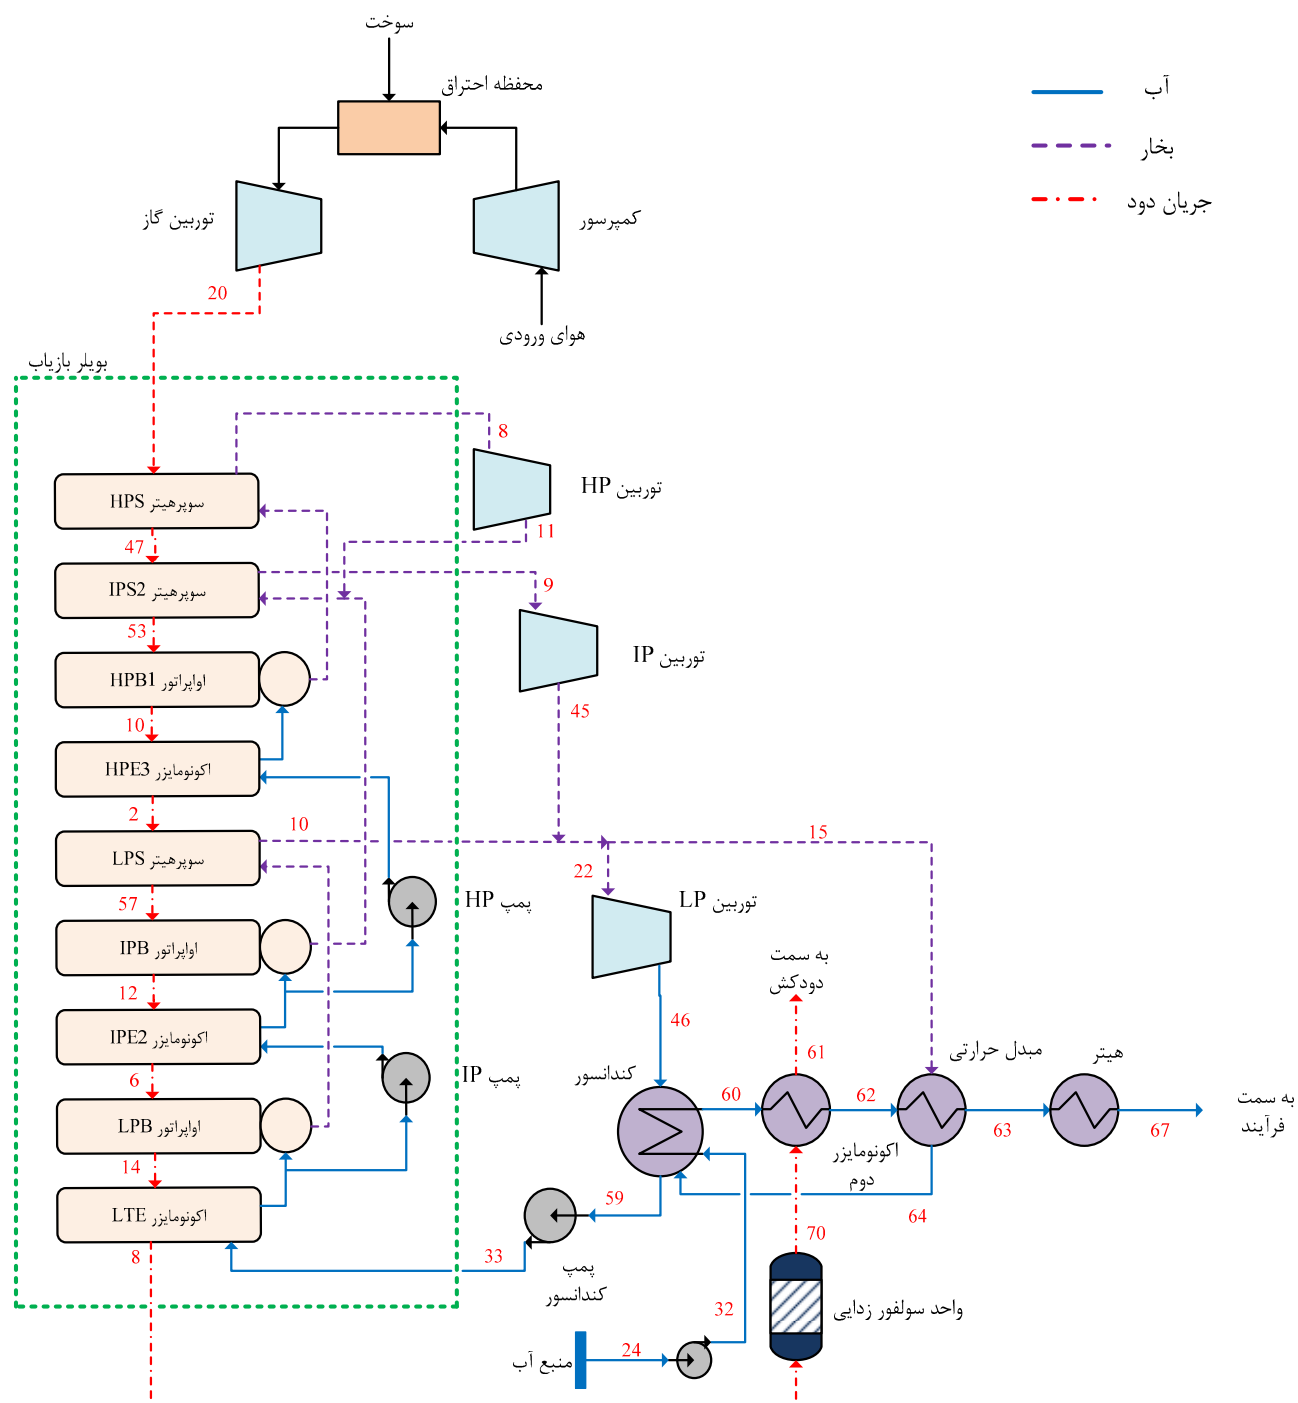 سوخت
محفظه احتراق
آب
بخار
جریان دود
توربین گاز
کمپرسور
20
هوای ورودی
بویلر بازیاب
8
سوپرهیتر HPS
توربین HP
11
47
سوپرهیتر IPS2
9
53
توربین IP
اواپراتور HPB1
45
10
اکونومایزر HPE3
2
10
15
سوپرهیتر LPS
22
57
پمپ HP
توربین LP
اواپراتور IPB
به سمت
دودکش
12
46
اکونومایزر IPE2
6
پمپ IP
کندانسور
61
مبدل حرارتی
هیتر
60
62
63
67
به سمت
فرآیند
اواپراتور LPB
14
اکونومایزر
دوم
اکونومایزر LTE
59
64
8
33
70
پمپ
کندانسور
32
واحد سولفور زدایی
24
منبع آب